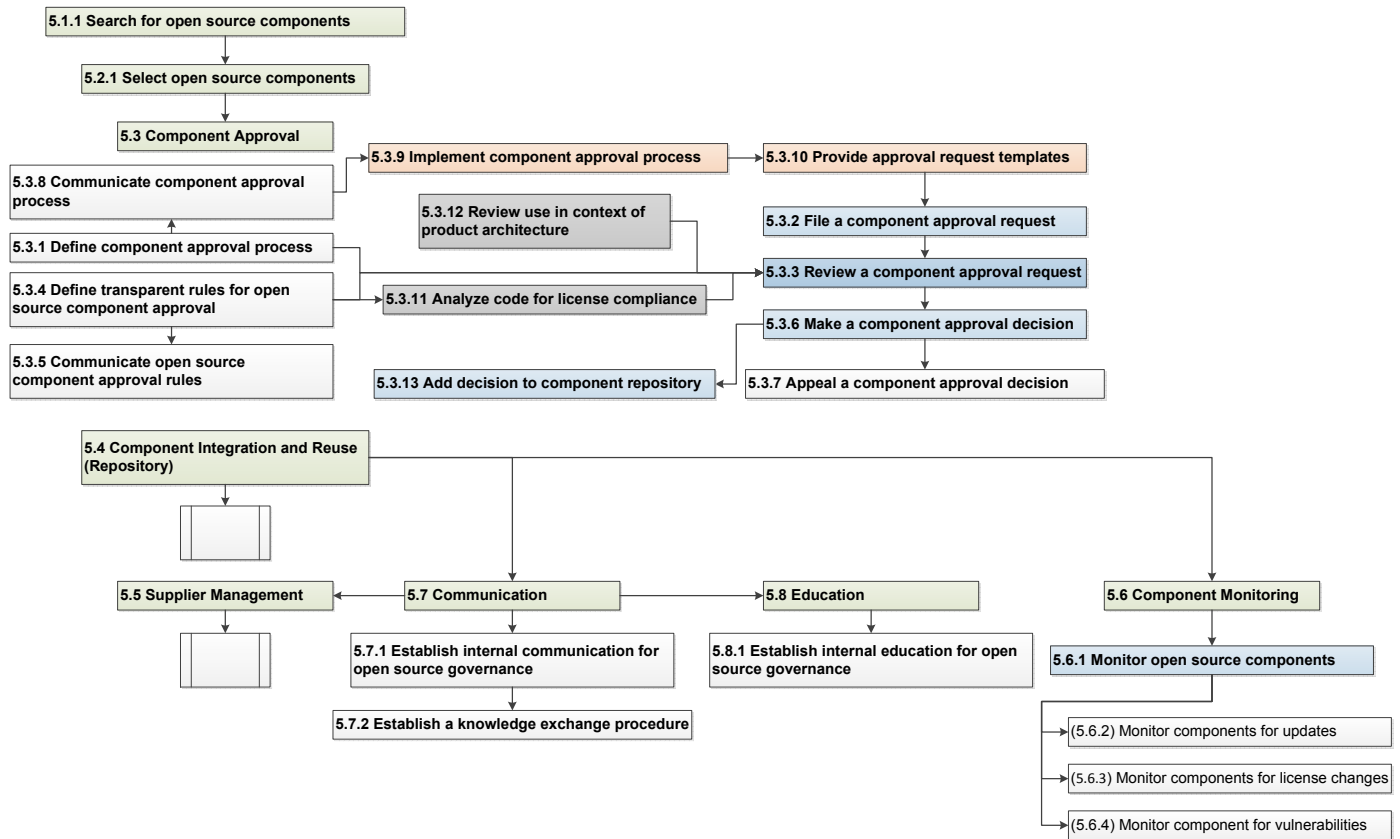 5.1.1 Search for open source components
5.2.1 Select open source components
5.3 Component Approval
5.3.8 Communicate component approval
process
5.3.9 Implement component approval process
5.3.10 Provide approval request templates
5.3.12 Review use in context of
product architecture
5.3.2 File a component approval request
5.3.1 Define component approval process
5.3.3 Review a component approval request
5.3.4 Define transparent rules for open
source component approval
5.3.11 Analyze code for license compliance
5.3.6 Make a component approval decision
5.3.5 Communicate open source
component approval rules
5.3.13 Add decision to component repository
5.3.7 Appeal a component approval decision
5.4 Component Integration and Reuse
(Repository)
5.5 Supplier Management
5.7 Communication
5.8 Education
5.6 Component Monitoring
5.7.1 Establish internal communication for
open source governance
5.8.1 Establish internal education for open
source governance
5.6.1 Monitor open source components
5.7.2 Establish a knowledge exchange procedure
(5.6.2) Monitor components for updates
(5.6.3) Monitor components for license changes
(5.6.4) Monitor component for vulnerabilities